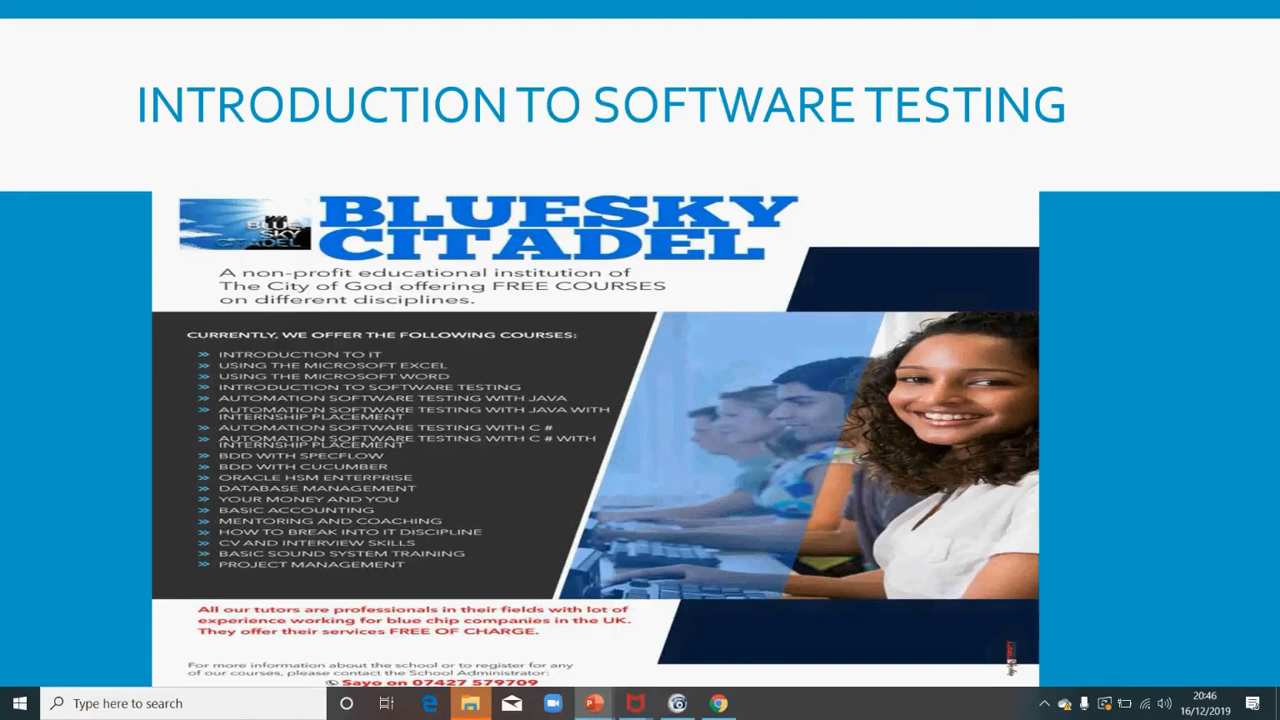 INTRODUCTION TO SOFTWARE TESTING
BLUE
SKY
CITADEL
BLUESKY
CITADEL
A non-profit educational institution of
The City of God offering FREE COURSES
on different disciplines.
CURRENTLY, WE OFFER THE FOLLOWING COURSES:
INTRODUCTION TO IT
USING THE MICROSOFT EXCEL
USING THE MICROSOFT WORD
INTRODUCTION TO SOFTWARE TESTING
AUTOMATION SOFTWARE TESTING WITH JAVA
AUTOMATION SOFTWARE TESTING WITH JAVA WITH
INTERNSHIP PLACEMENT
AUTOMATION SOFTWARE TESTING WITH C #
AUTOMATION SOFTWARE TESTING WITH C # WITH
INTERNSHIP PLACEMENT
BDD WITH SPECFLOW
BDD WITH CUCUMBER
ORACLE HSM ENTERPRISE
DATABASE MANAGEMENT
YOUR MONEY AND YOU
BASIC ACCOUNTING
MENTORING AND COACHING
HOW TO BREAK INTO IT DISCIPLINE
CV AND INTERVIEW SKILLS
BASIC SOUND SYSTEM TRAINING
PROJECT MANAGEMENT
All our tutors are professionals in their fields with lot of
experience working for blue chip companies in the UK.
They offer their services FREE OF CHARGE.
For more information about the school or to register for any
of our courses, please contact the School Administrator:
Sayo on 07427 579709
Type here to search
20:46
16/12/2019